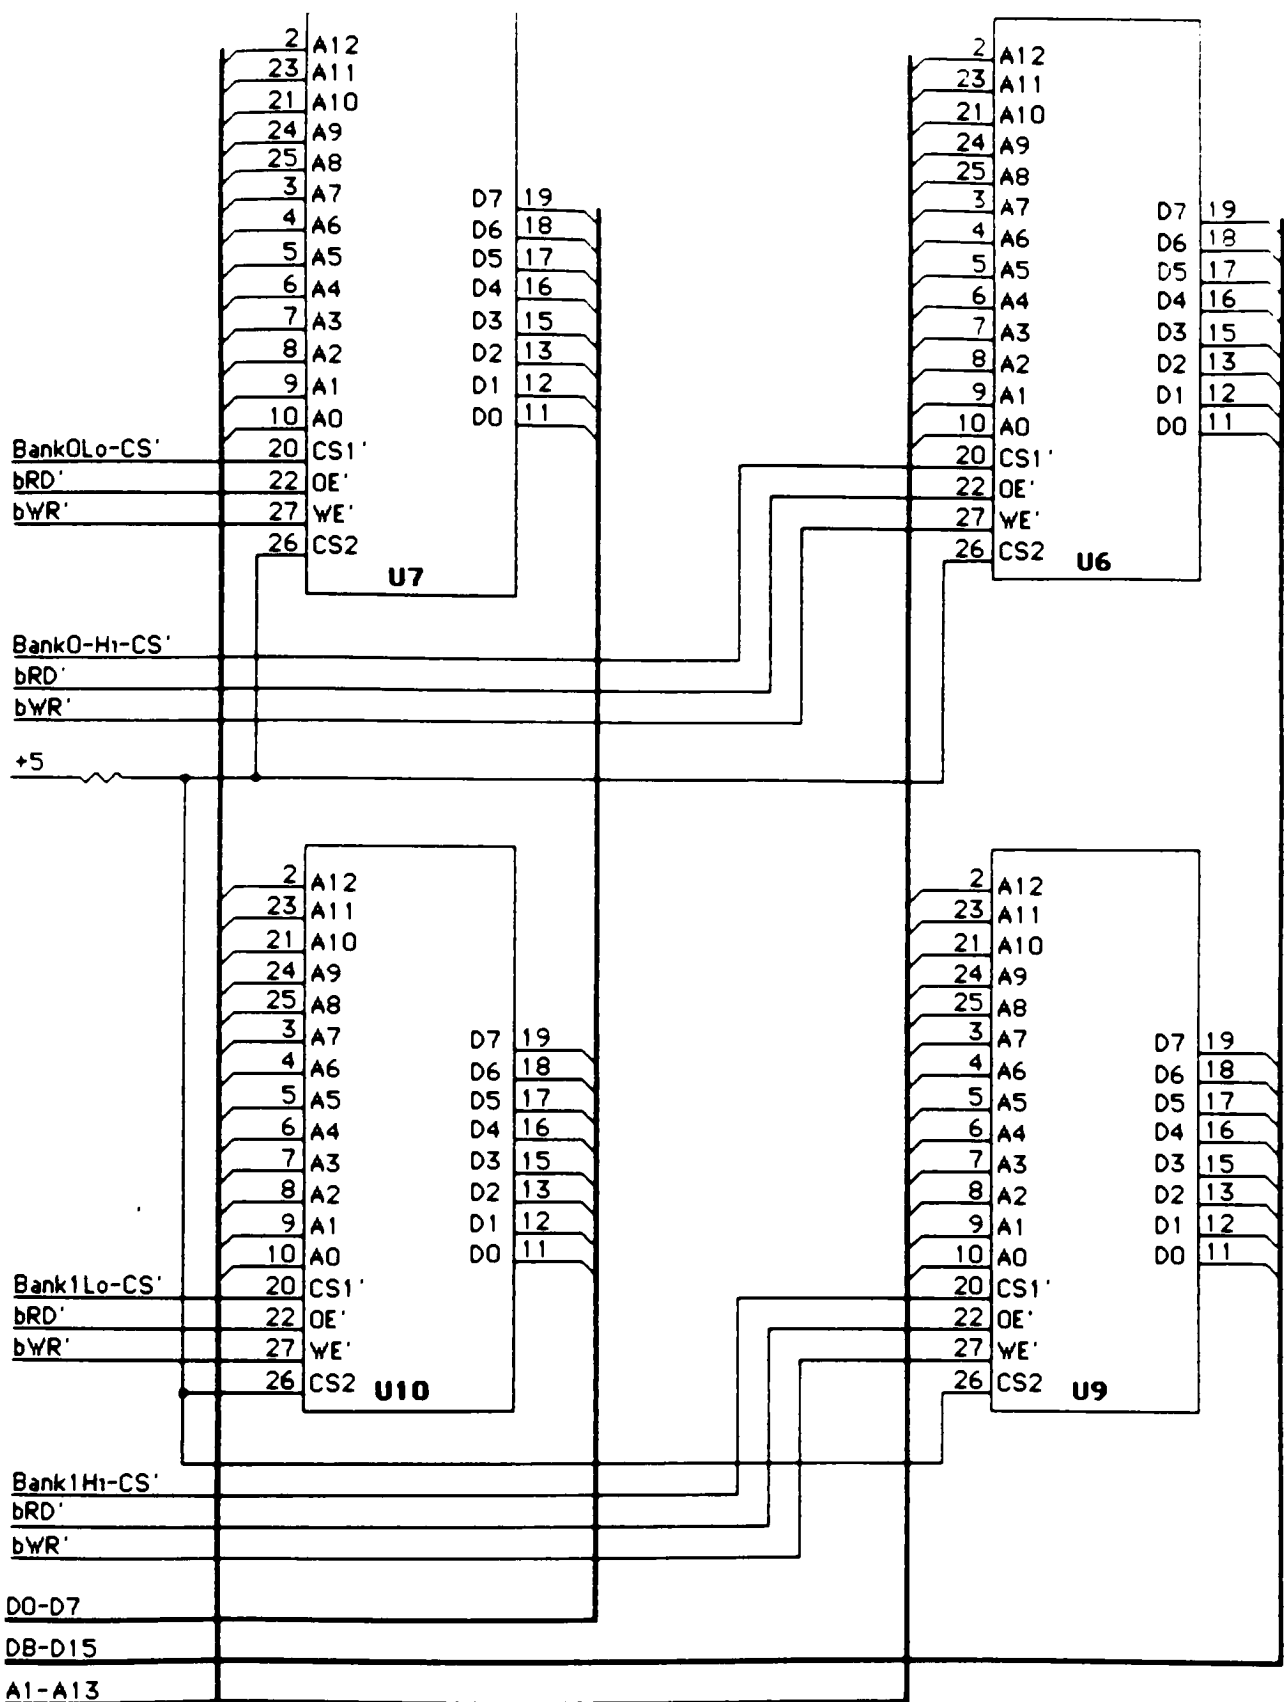 2 A12
23 A11
21 A10
24 A9
25 A8
3 A7
4 A6
5 A5
6 A4
7 A3
8 A2
9 A1
10 A0
Bank0Lo-CS' 20 CS1'
bRD' 22 OE'
bWR' 27 WE'
26 CS2
D7 19
D6 18
D5 17
D4 16
D3 15
D2 13
D1 12
D0 11
U7
2 A12
23 A11
21 A10
24 A9
25 A8
3 A7
4 A6
5 A5
6 A4
7 A3
8 A2
9 A1
10 A0
20 CS1'
22 OE'
27 WE'
26 CS2
D7 19
D6 18
D5 17
D4 16
D3 15
D2 13
D1 12
D0 11
U6
Bank0-Hi-CS'
bRD'
bWR'
+5
2 A12
23 A11
21 A10
24 A9
25 A8
3 A7
4 A6
5 A5
6 A4
7 A3
8 A2
9 A1
10 A0
Bank1Lo-CS' 20 CS1'
bRD' 22 OE'
bWR' 27 WE'
26 CS2
D7 19
D6 18
D5 17
D4 16
D3 15
D2 13
D1 12
D0 11
U10
2 A12
23 A11
21 A10
24 A9
25 A8
3 A7
4 A6
5 A5
6 A4
7 A3
8 A2
9 A1
10 A0
20 CS1'
22 OE'
27 WE'
26 CS2
D7 19
D6 18
D5 17
D4 16
D3 15
D2 13
D1 12
D0 11
U9
Bank1Hi-CS'
bRD'
bWR'
D0-D7
D8-D15
A1-A13